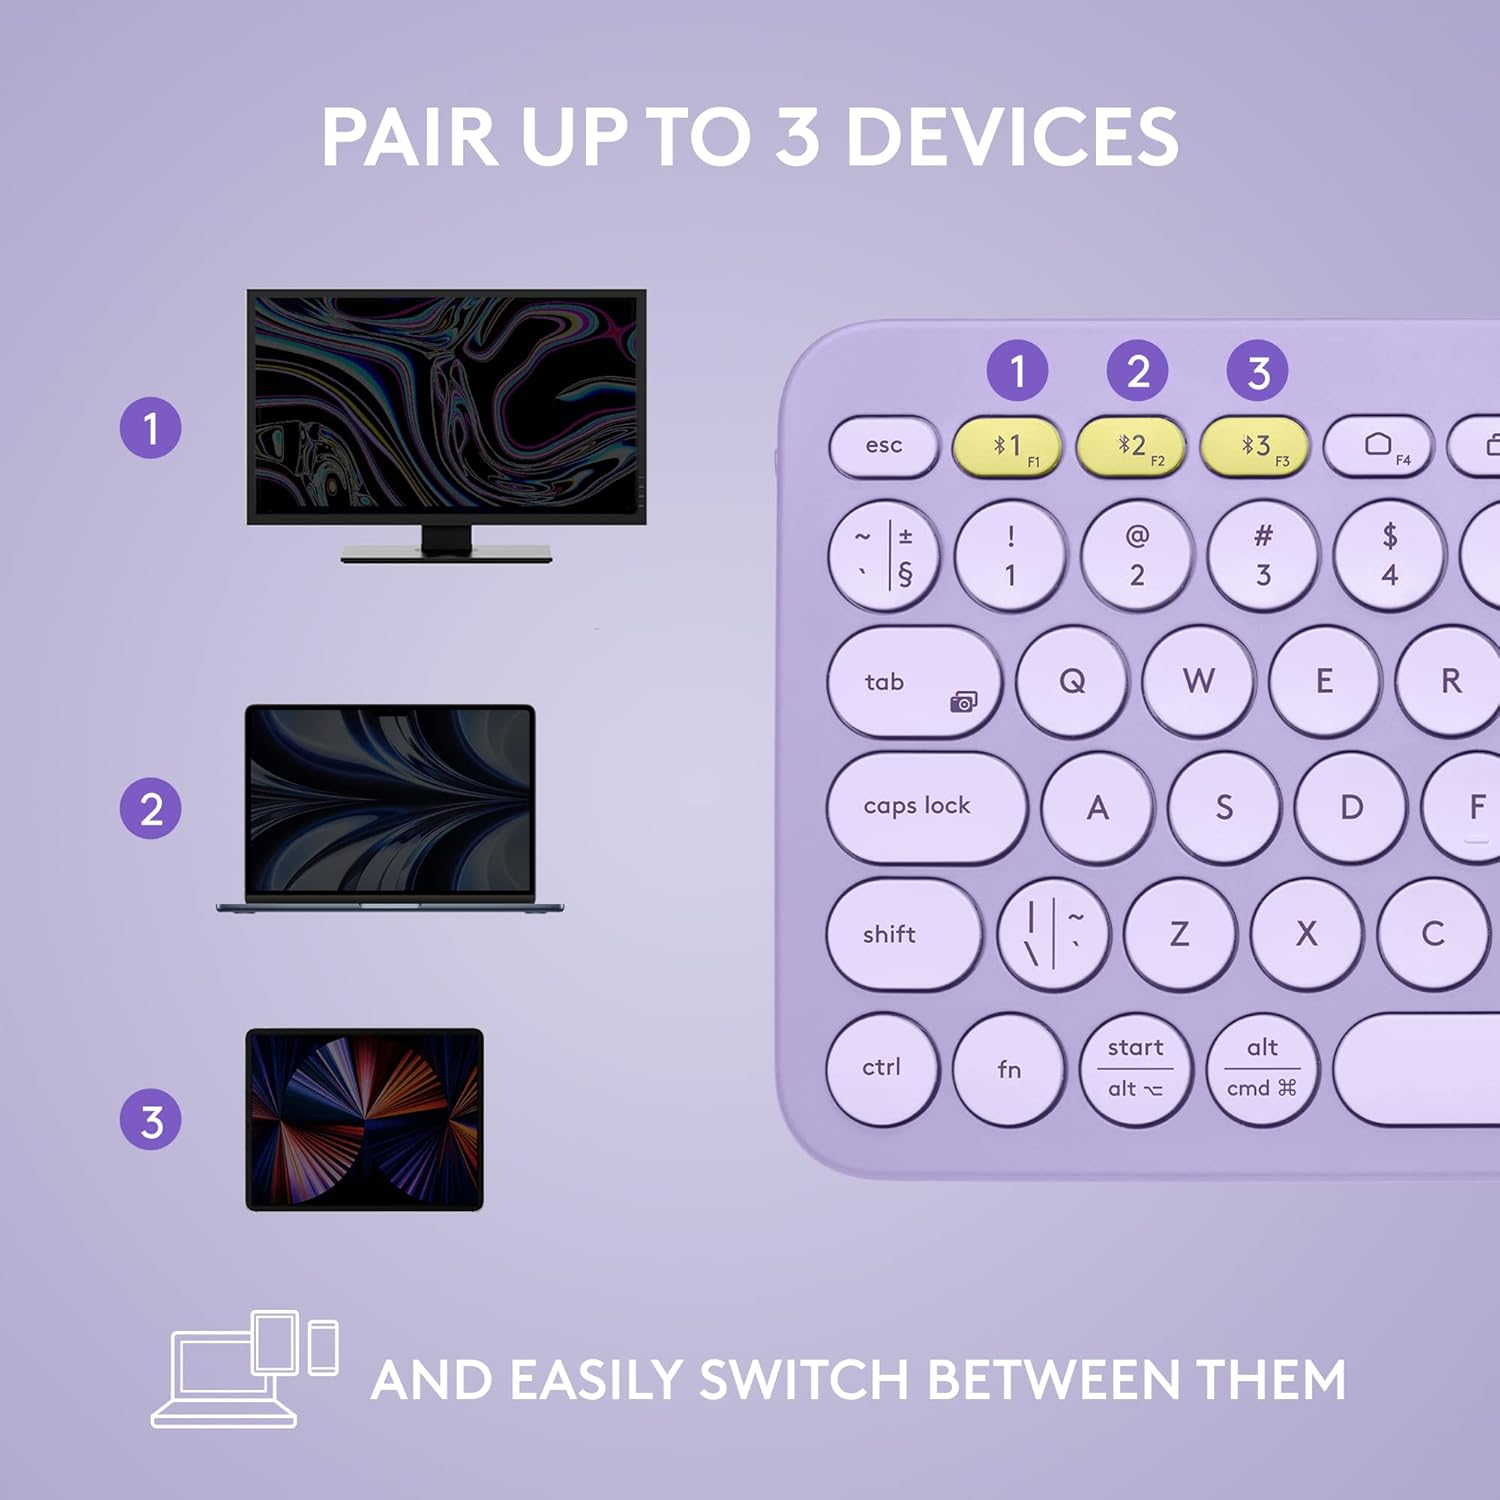 PAIR UP TO 3 DEVICES
1 2 3
1
esc 1 F1 2 F2 3 F3 F4
~ ± ! @ # $
` § 1 2 3 4
tab Q W E R
2
caps lock A S D F
shift | ~ Z X C
\ `
ctrl fn start alt
alt ⌥ cmd ⌘
3
AND EASILY SWITCH BETWEEN THEM